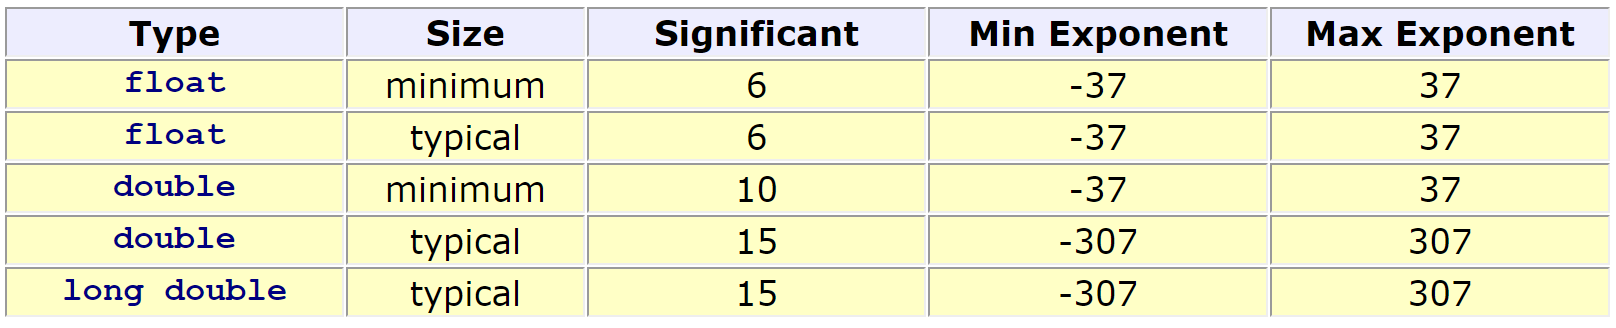 Type Size Significant Min Exponent Max Exponent
float minimum 6 -37 37
float typical 6 -37 37
double minimum 10 -37 37
double typical 15 -307 307
long double typical 15 -307 307